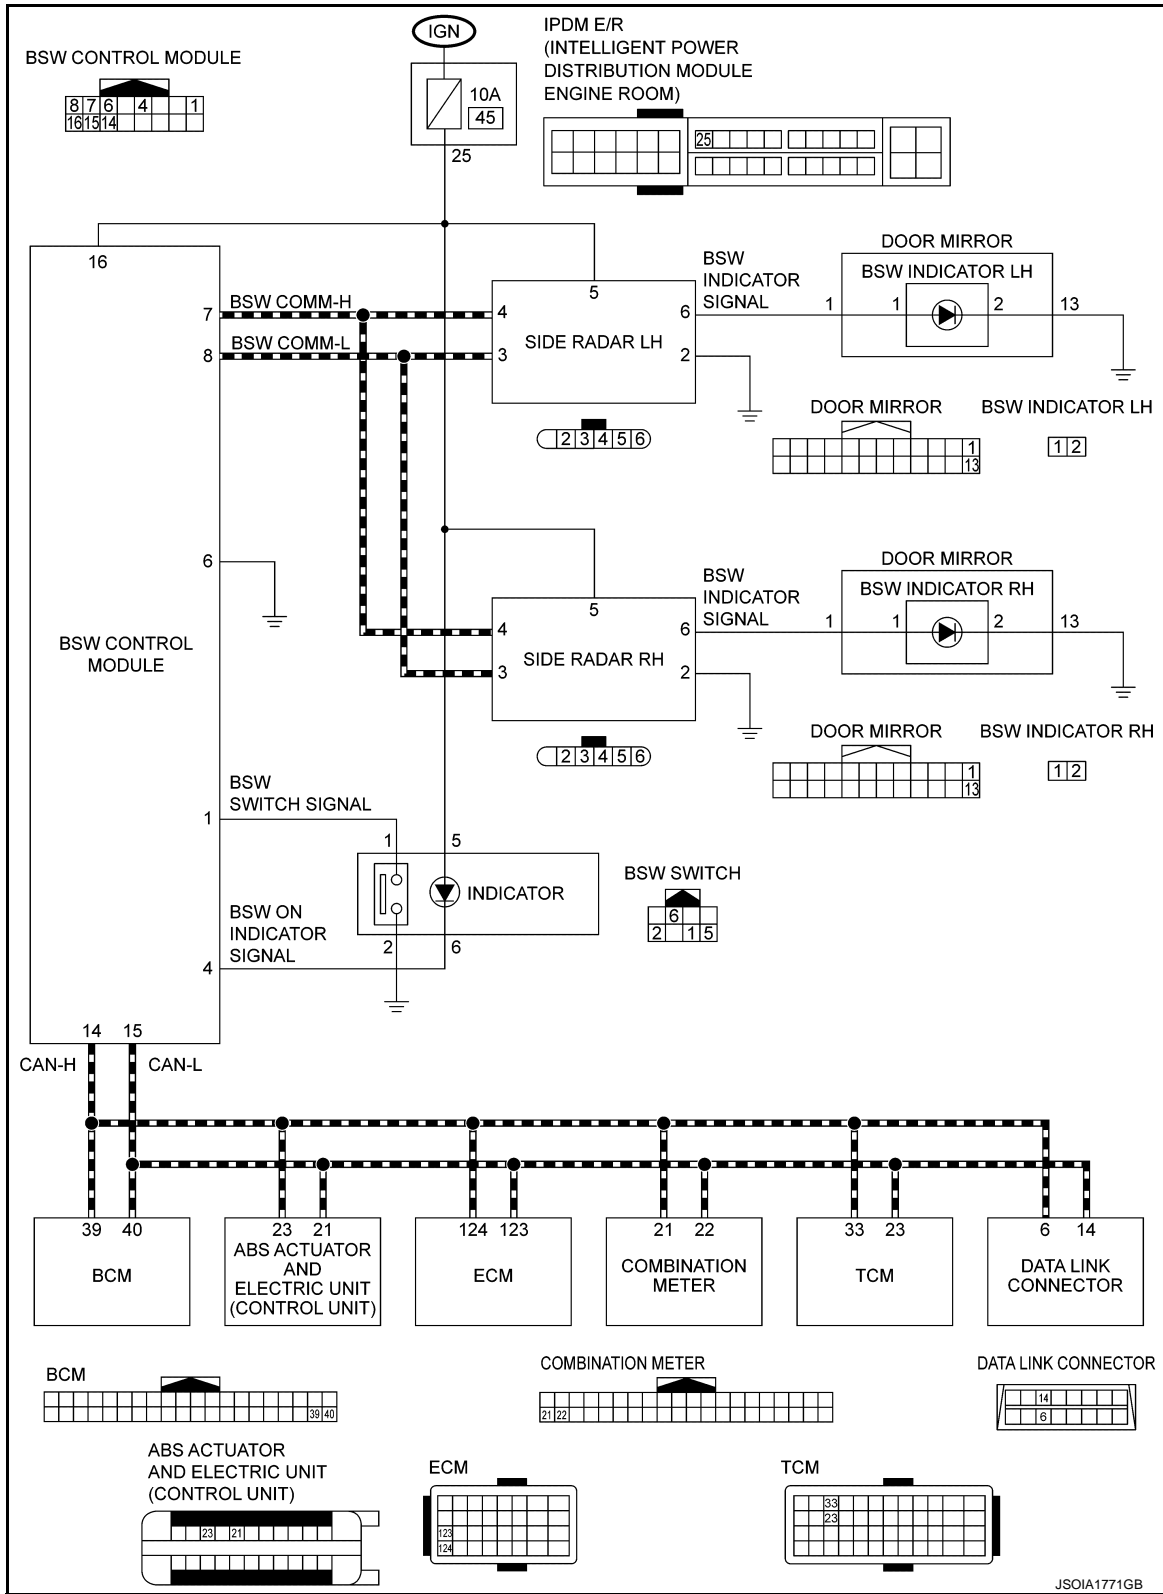 IGN
10A
45
25
IPDM E/R
(INTELLIGENT POWER
DISTRIBUTION MODULE
ENGINE ROOM)
25
BSW CONTROL MODULE
8 7 6 4 1
16 15 14
16
7
BSW COMM-H
8
BSW COMM-L
6
BSW CONTROL
MODULE
5
4
3
SIDE RADAR LH
6
2
BSW
INDICATOR
SIGNAL
DOOR MIRROR
BSW INDICATOR LH
1
1
2
13
2 3 4 5 6
DOOR MIRROR
1
13
BSW INDICATOR LH
1 2
5
4
3
SIDE RADAR RH
6
2
BSW
INDICATOR
SIGNAL
DOOR MIRROR
BSW INDICATOR RH
1
1
2
13
2 3 4 5 6
DOOR MIRROR
1
13
BSW INDICATOR RH
1 2
BSW
SWITCH SIGNAL
1
1
5
INDICATOR
2
6
BSW ON
INDICATOR
SIGNAL
4
BSW SWITCH
6
2 1 5
14 15
CAN-H
CAN-L
39 40
BCM
23 21
ABS ACTUATOR
AND
ELECTRIC UNIT
(CONTROL UNIT)
124 123
ECM
21 22
COMBINATION
METER
33 23
TCM
6 14
DATA LINK
CONNECTOR
BCM
39 40
COMBINATION METER
21 22
DATA LINK CONNECTOR
14
6
ABS ACTUATOR
AND ELECTRIC UNIT
(CONTROL UNIT)
23 21
ECM
123
124
TCM
33
23
JSOIA1771GB